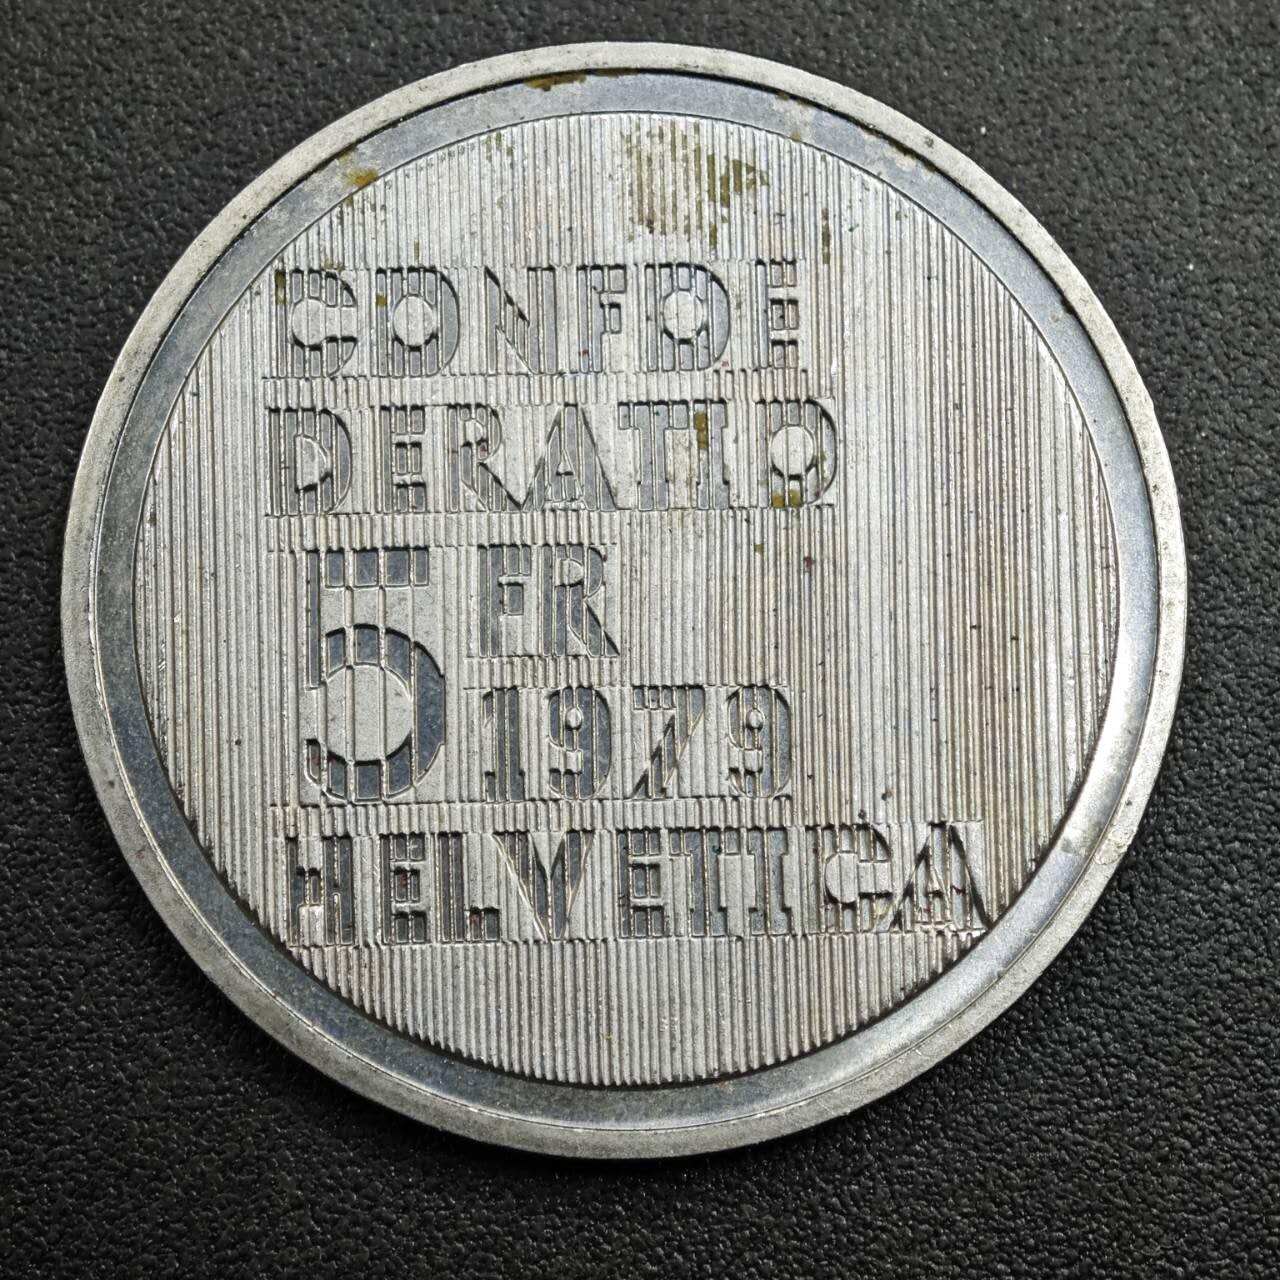 CONFOE
DERATIO
5 FR
1979
HELVETICA